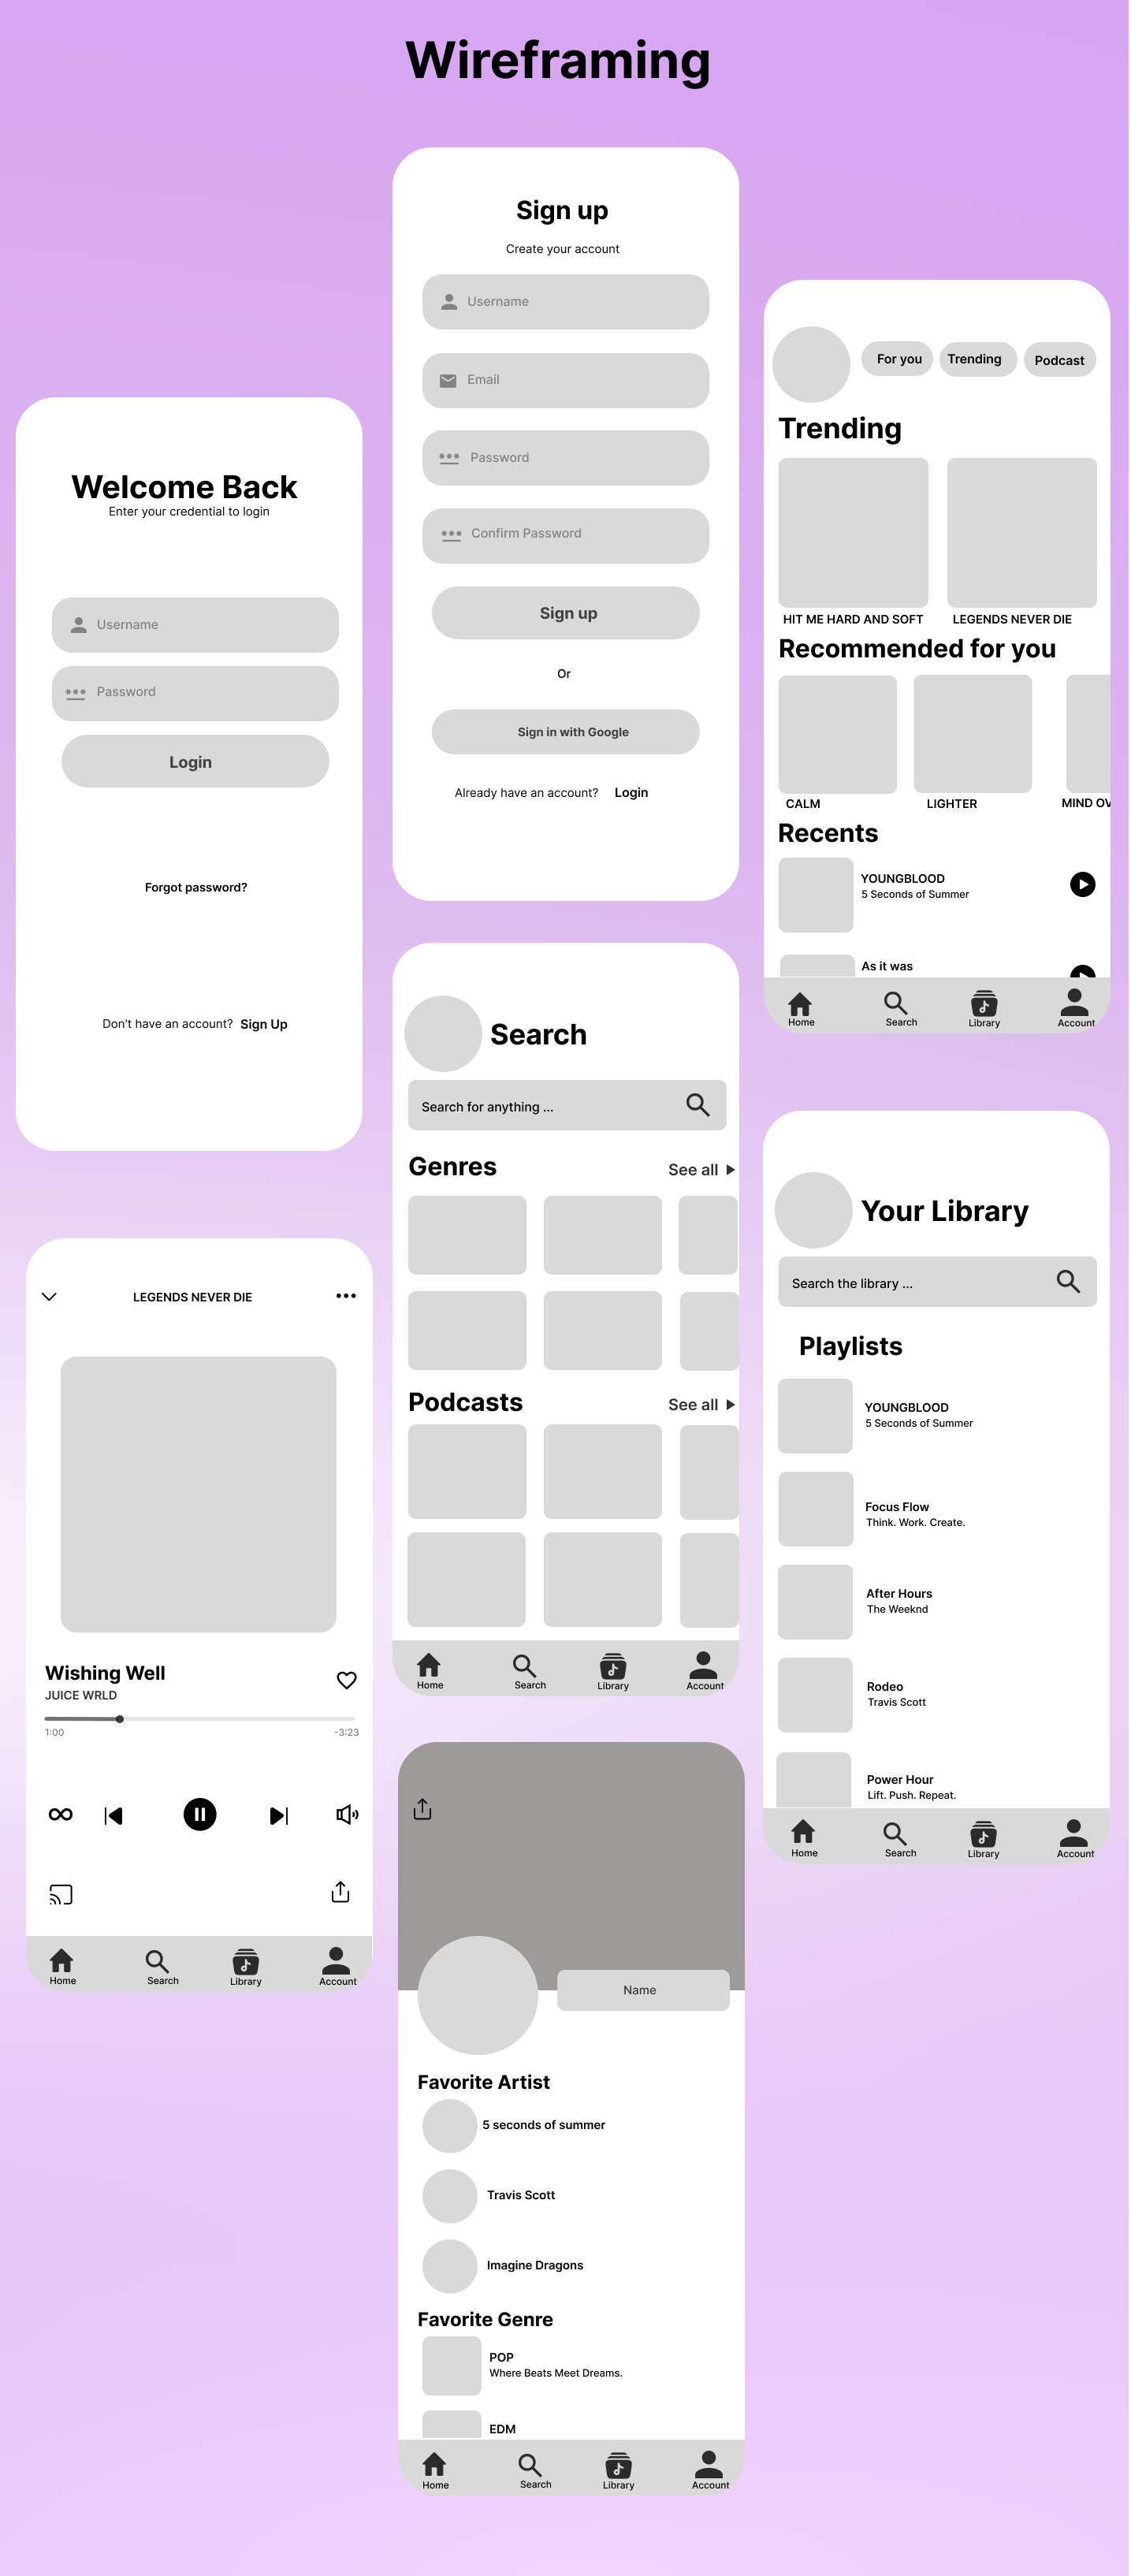 Wireframing
Sign up
Create your account
Username
Email
Password
Confirm Password
Sign up
Or
Sign in with Google
Already have an account? Login
For you Trending Podcast
Trending
HIT ME HARD AND SOFT LEGENDS NEVER DIE
Recommended for you
CALM LIGHTER MIND OV
Recents
YOUNGBLOOD
5 Seconds of Summer
As it was
Home Search Library Account
Welcome Back
Enter your credential to login
Username
Password
Login
Forgot password?
Don't have an account? Sign Up
Search
Search for anything ...
Genres See all
Podcasts See all
Home Search Library Account
Your Library
Search the library ...
Playlists
YOUNGBLOOD
5 Seconds of Summer
Focus Flow
Think. Work. Create.
After Hours
The Weeknd
Rodeo
Travis Scott
Power Hour
Lift. Push. Repeat.
Home Search Library Account
LEGENDS NEVER DIE
Wishing Well
JUICE WRLD
1:00 -3:23
Home Search Library Account
Name
Favorite Artist
5 seconds of summer
Travis Scott
Imagine Dragons
Favorite Genre
POP
Where Beats Meet Dreams.
EDM
Home Search Library Account